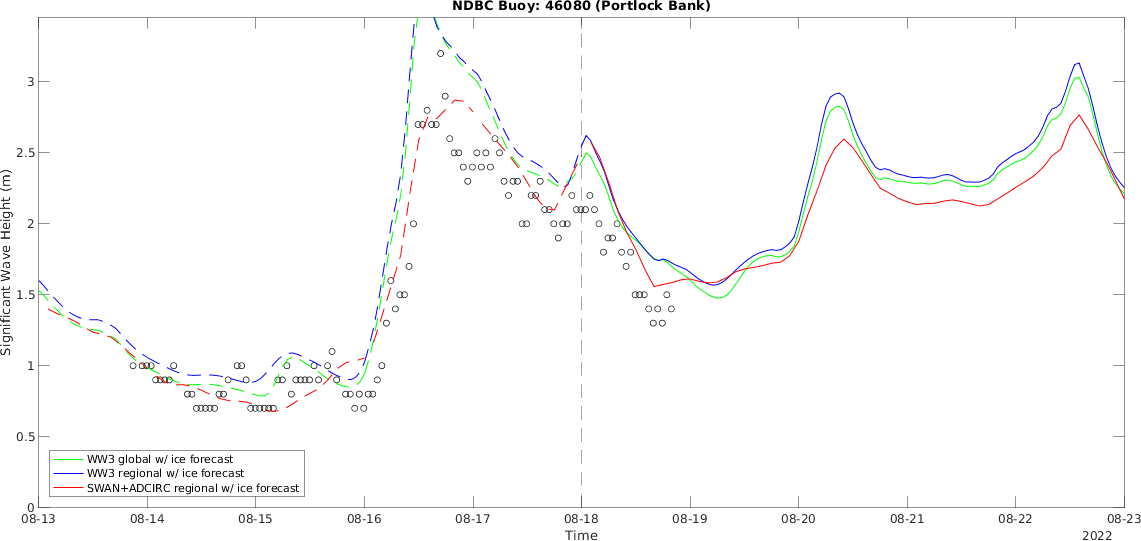 NDBC Buoy: 46080 (Portlock Bank)
Significant Wave Height (m)
3
2.5
2
1.5
1
0.5
0
WW3 global w/ ice forecast
WW3 regional w/ ice forecast
SWAN+ADCIRC regional w/ ice forecast
08-13 08-14 08-15 08-16 08-17 08-18 08-19 08-20 08-21 08-22 08-23
Time
2022